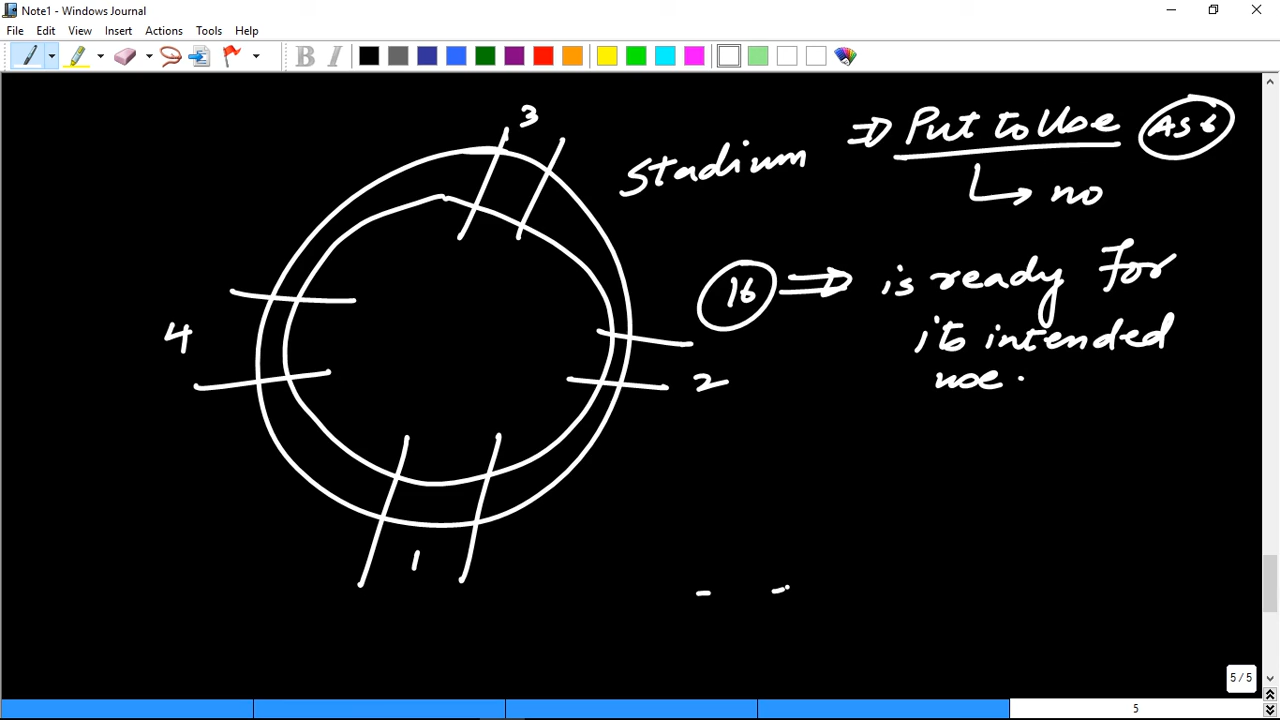 Note1 - Windows Journal
File Edit View Insert Actions Tools Help
B I
3
Stadium
⇒ Put to Use AS 6
→ no
4
16 ⇒ is ready for
its intended
use.
2
1
5 / 5
5